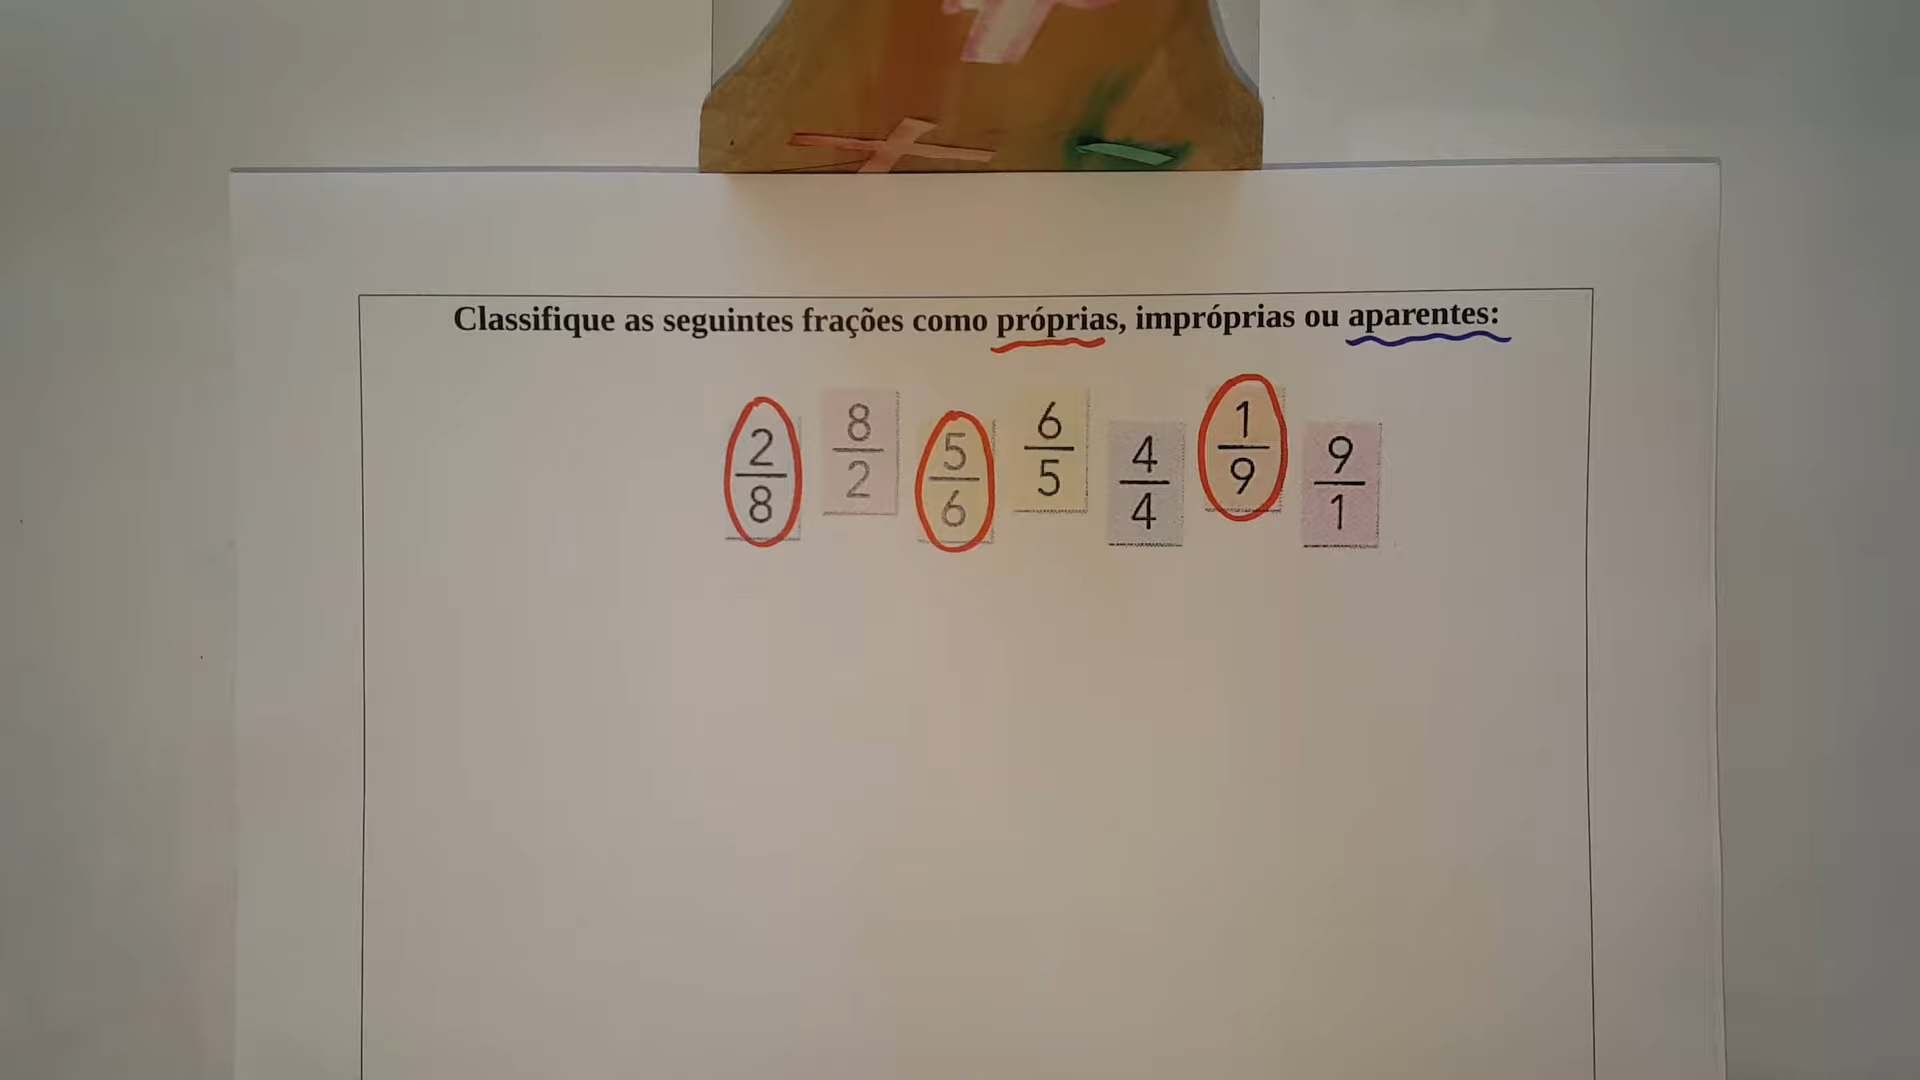 Classifique as seguintes frações como próprias, impróprias ou aparentes:
2/8 8/2 5/6 6/5 4/4 1/9 9/1